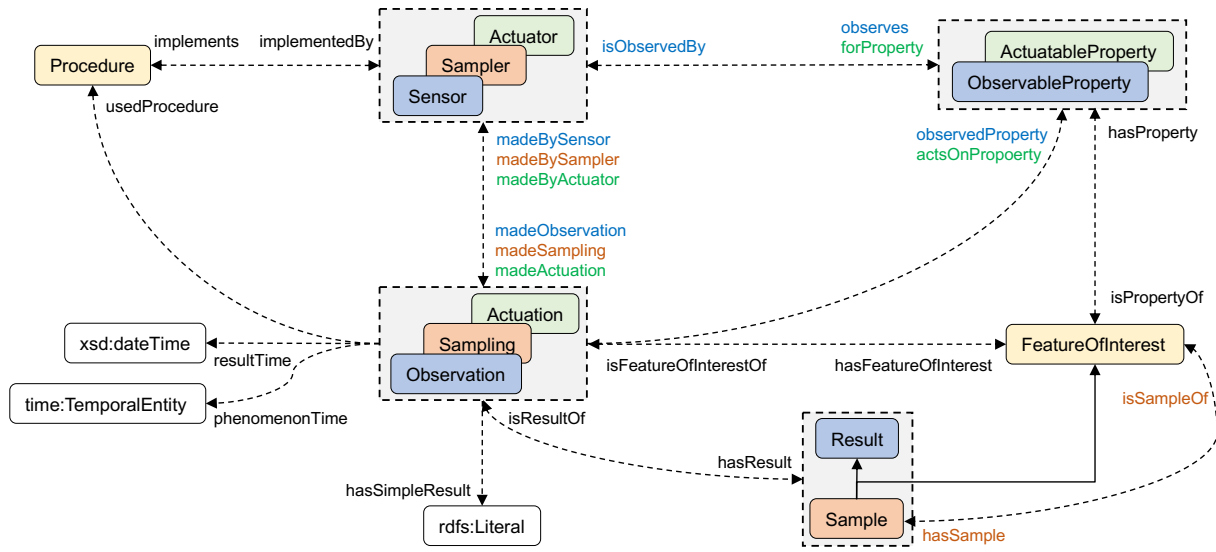 Actuator
implements
implementedBy
observes
isObservedBy
forProperty
ActuatableProperty
Procedure
Sampler
ObservableProperty
Sensor
usedProcedure
madeBySensor
observedProperty
hasProperty
madeBySampler
actsOnPropoerty
madeByActuator
madeObservation
madeSampling
madeActuation
isPropertyOf
Actuation
xsd:dateTime
Sampling
FeatureOfInterest
resultTime
isFeatureOfInterestOf
hasFeatureOfInterest
Observation
time:TemporalEntity
isSampleOf
phenomenonTime
isResultOf
Result
hasResult
hasSimpleResult
rdfs:Literal
Sample
hasSample